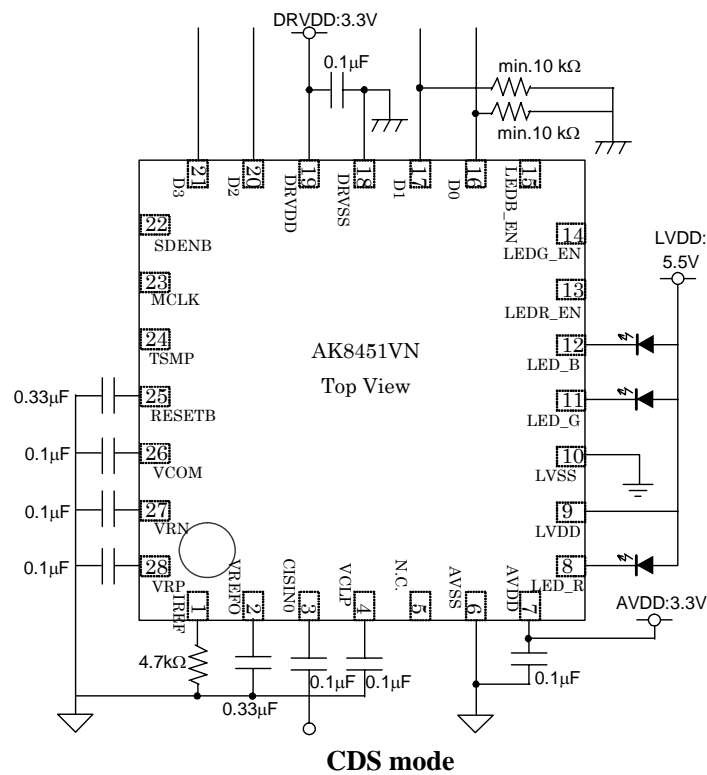 DRVDD:3.3V
0.1µF
min.10 kΩ
min.10 kΩ
21
20
19
18
17
16
15
D3
D2
DRVDD
DRVSS
D1
D0
LEDB_EN
22
SDENB
23
MCLK
24
TSMP
25
RESETB
26
VCOM
27
VRN
28
VRP
0.33µF
0.1µF
0.1µF
0.1µF
AK8451VN
Top View
14
LEDG_EN
13
LEDR_EN
12
LED_B
11
LED_G
10
LVSS
9
LVDD
8
LED_R
LVDD:
5.5V
IREF
VREFO
CISIN0
VCLP
N.C.
AVSS
AVDD
1
2
3
4
5
6
7
AVDD:3.3V
4.7kΩ
0.33µF
0.1µF
0.1µF
0.1µF
CDS mode